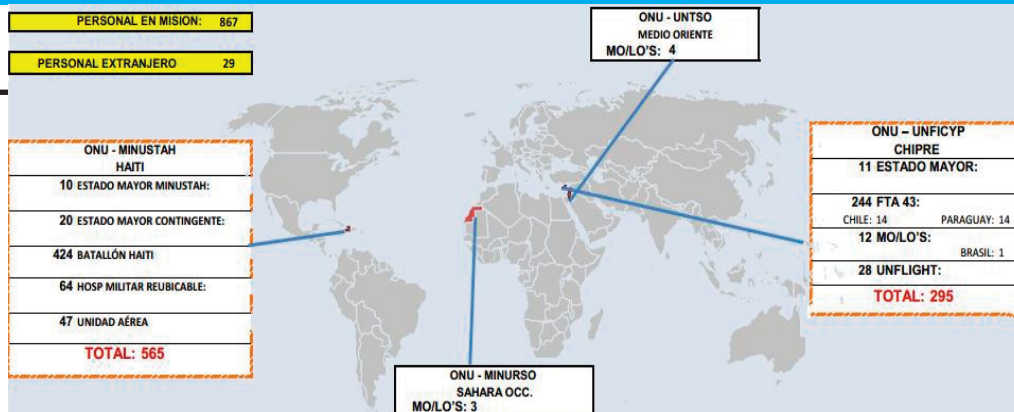 PERSONAL EN MISION: 867
PERSONAL EXTRANJERO 29
ONU - UNTSO
MEDIO ORIENTE
MO/LO'S: 4
ONU - MINUSTAH
HAITI
10 ESTADO MAYOR MINUSTAH:
20 ESTADO MAYOR CONTINGENTE:
424 BATALLÓN HAITI
64 HOSP MILITAR REUBICABLE:
47 UNIDAD AÉREA
TOTAL: 565
ONU – UNFICYP
CHIPRE
11 ESTADO MAYOR:
244 FTA 43:
CHILE: 14 PARAGUAY: 14
12 MO/LO'S:
BRASIL: 1
28 UNFLIGHT:
TOTAL: 295
ONU - MINURSO
SAHARA OCC.
MO/LO'S: 3